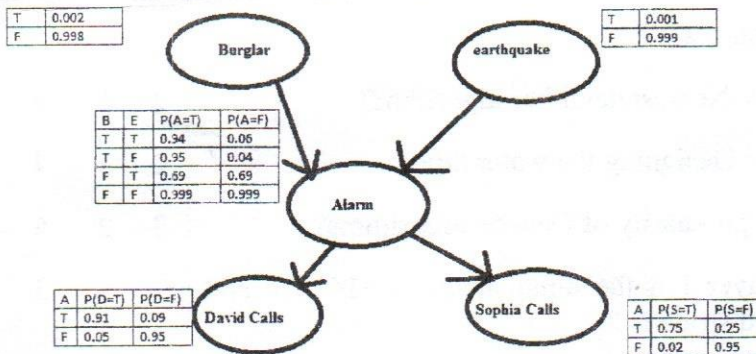 T 0.002
F 0.998
Burglar
earthquake
T 0.001
F 0.999
B E P(A=T) P(A=F)
T T 0.94 0.06
T F 0.95 0.04
F T 0.69 0.69
F F 0.999 0.999
Alarm
A P(D=T) P(D=F)
T 0.91 0.09
F 0.05 0.95
David Calls
Sophia Calls
A P(S=T) P(S=F)
T 0.75 0.25
F 0.02 0.95